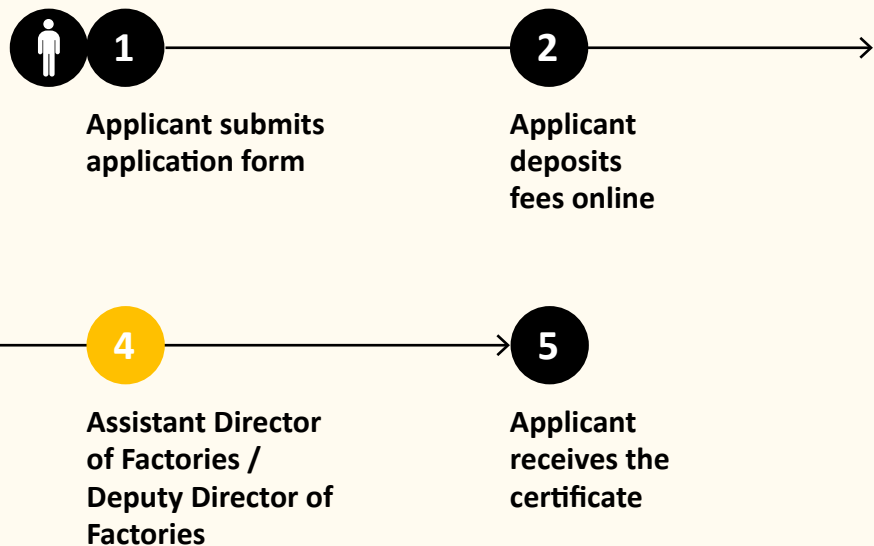 1
2
Applicant submits
application form
Applicant
deposits
fees online
4
5
Assistant Director
of Factories /
Deputy Director of
Factories
Applicant
receives the
certificate